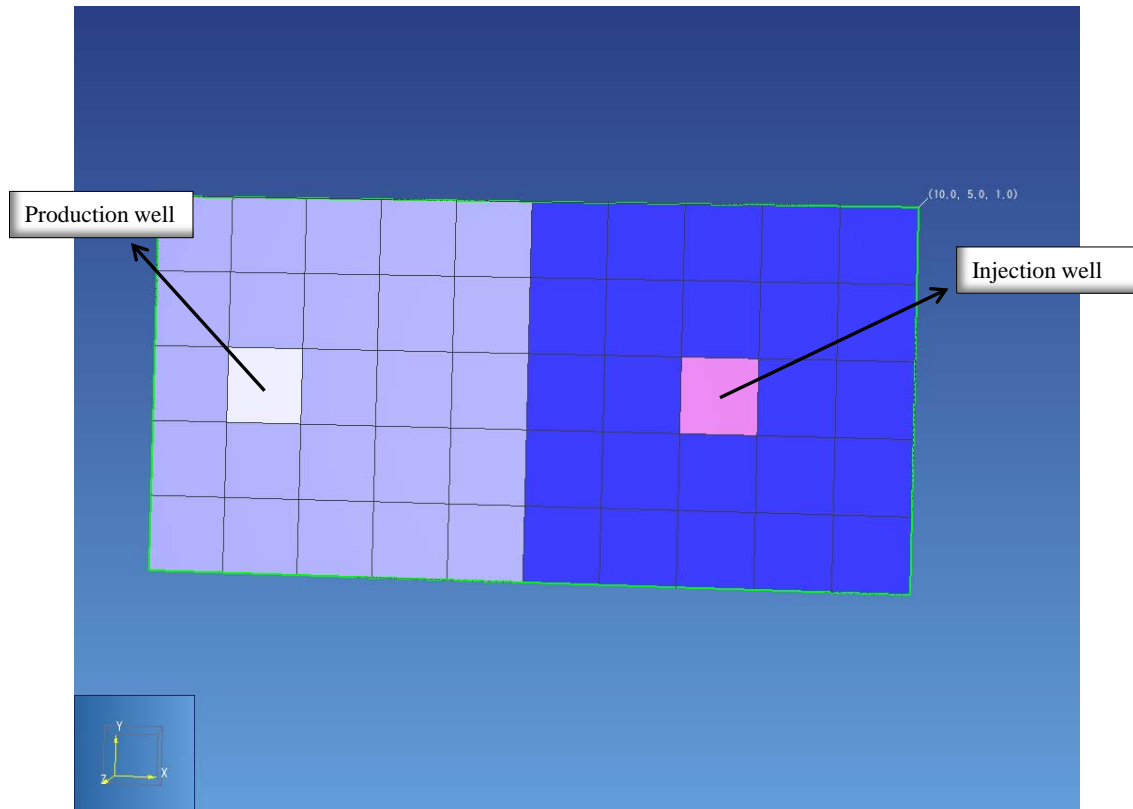 (10.0, 5.0, 1.0)
Production well
Injection well
Y
Z
X